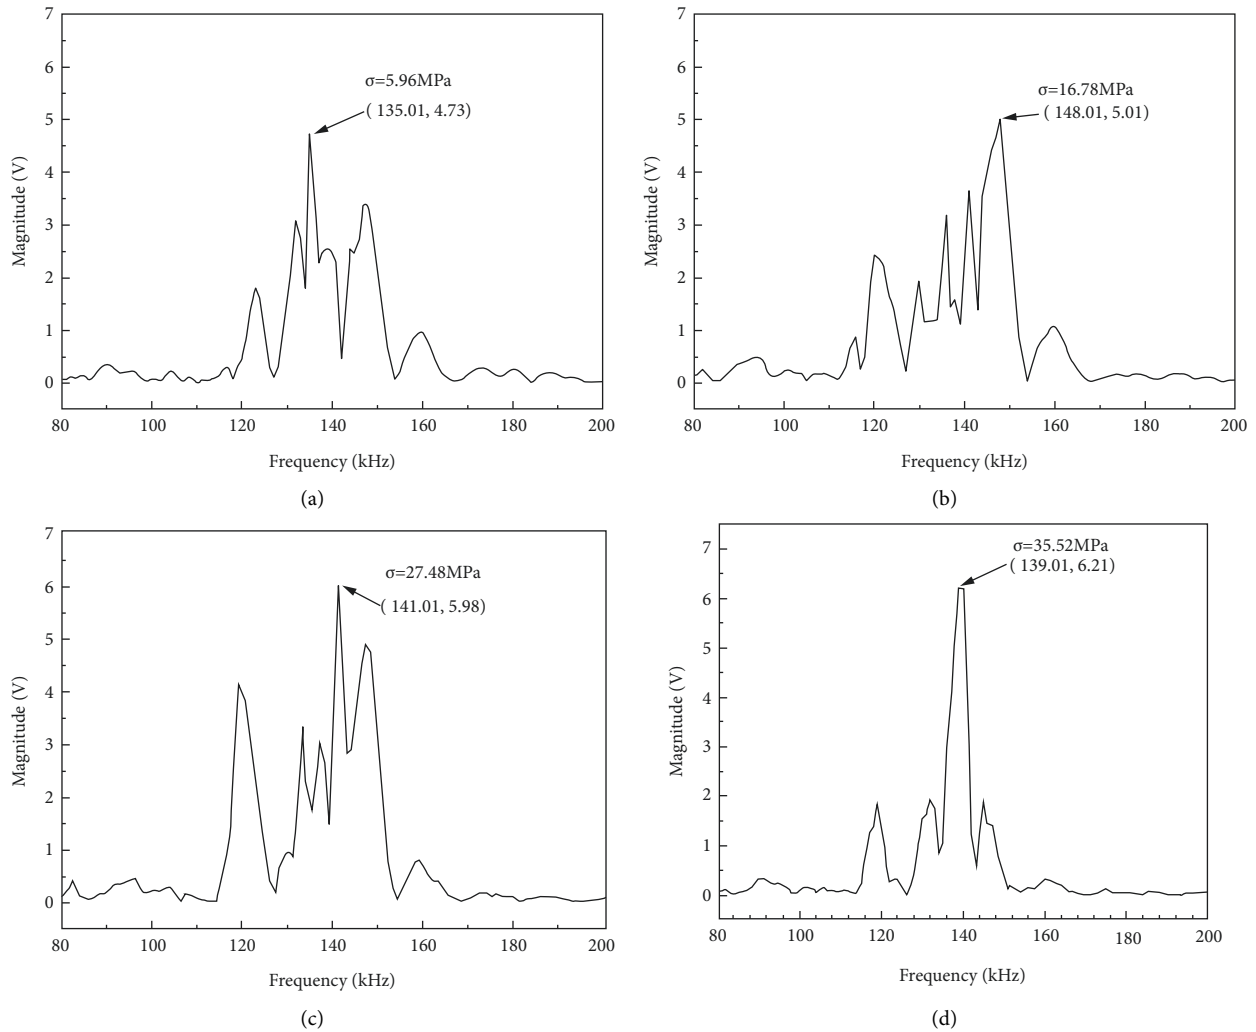 7
6
5
4
3
2
1
0
Magnitude (V)
σ=5.96MPa
( 135.01, 4.73)
80 100 120 140 160 180 200
Frequency (kHz)
(a)
7
6
5
4
3
2
1
0
Magnitude (V)
σ=16.78MPa
( 148.01, 5.01)
80 100 120 140 160 180 200
Frequency (kHz)
(b)
7
6
5
4
3
2
1
0
Magnitude (V)
σ=27.48MPa
( 141.01, 5.98)
80 100 120 140 160 180 200
Frequency (kHz)
(c)
7
6
5
4
3
2
1
0
Magnitude (V)
σ=35.52MPa
( 139.01, 6.21)
80 100 120 140 160 180 200
Frequency (kHz)
(d)